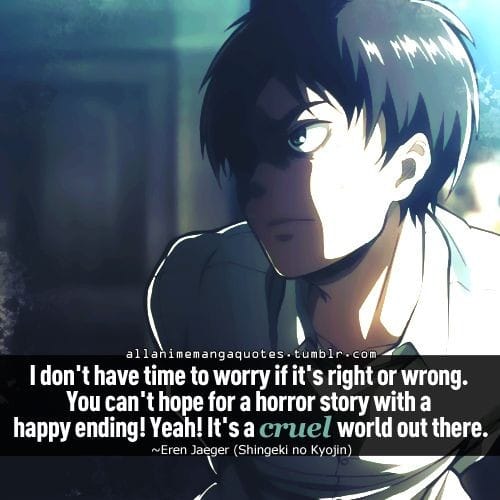 allanimemangaquotes.tumblr.com
I don't have time to worry if it's right or wrong.
You can't hope for a horror story with a
happy ending! Yeah! It's a cruel world out there.
~Eren Jaeger (Shingeki no Kyojin)